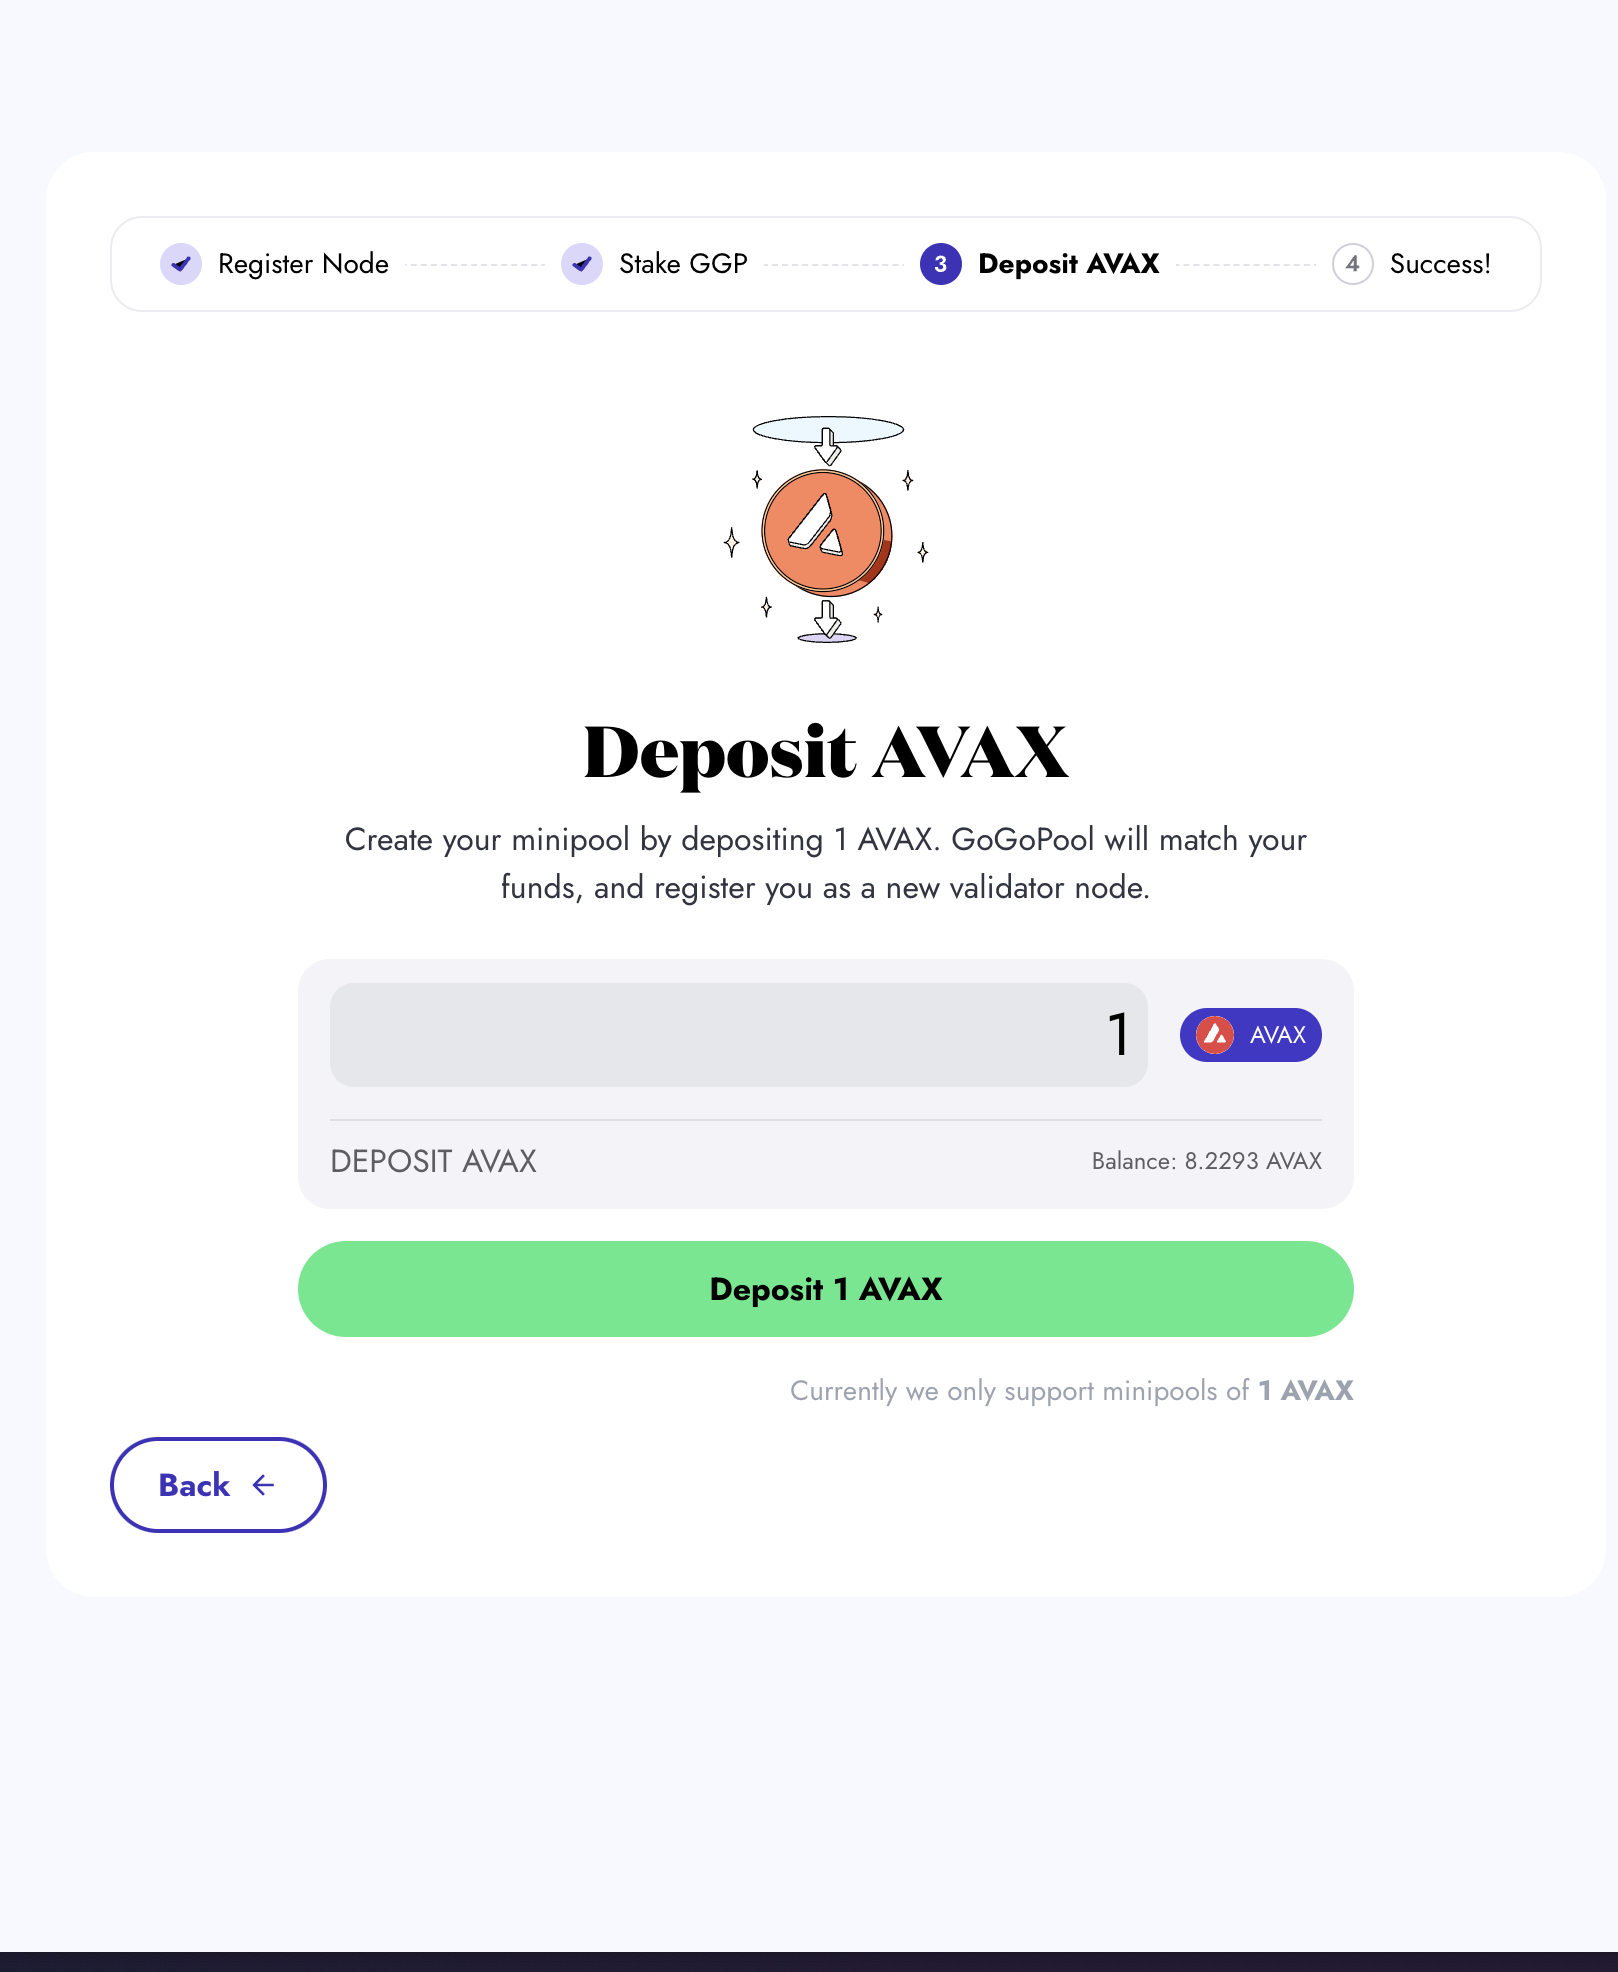 Register Node
Stake GGP
3 Deposit AVAX
4 Success!
Deposit AVAX
Create your minipool by depositing 1 AVAX. GoGoPool will match your
funds, and register you as a new validator node.
1 AVAX
DEPOSIT AVAX
Balance: 8.2293 AVAX
Deposit 1 AVAX
Currently we only support minipools of 1 AVAX
Back ←